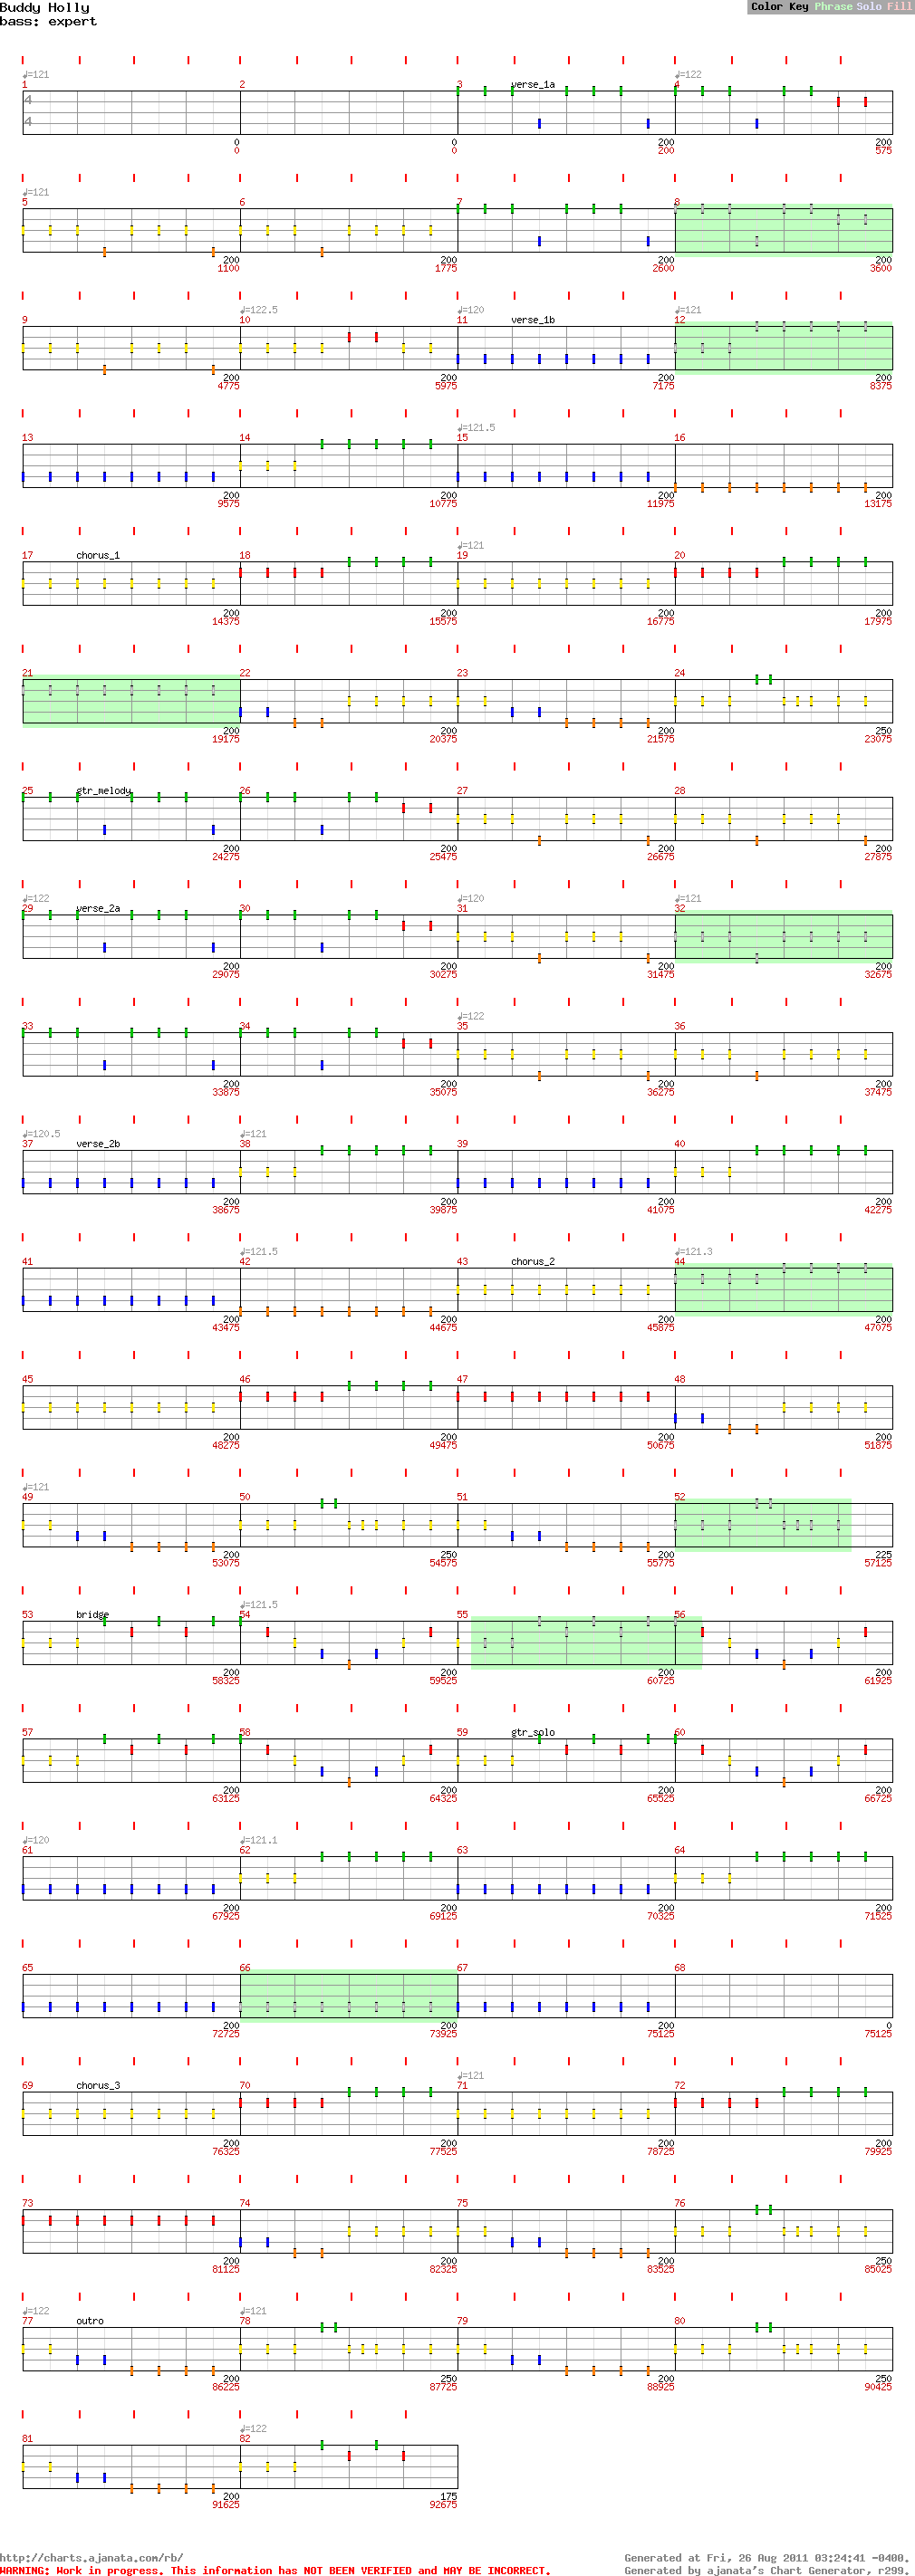 Buddy Holly Color Key Phrase Solo Fill
bass: expert
♩=121 ♩=122
1 2 3 verse_1a 4
4
4
0 0 200 200
0 0 200 575
♩=121
5 6 7 8
200 200 200 200
1100 1775 2600 3600
♩=122.5 ♩=120 ♩=121
9 10 11 verse_1b 12
200 200 200 200
4775 5975 7175 8375
♩=121.5
13 14 15 16
200 200 200 200
9575 10775 11975 13175
♩=121
17 chorus_1 18 19 20
200 200 200 200
14375 15575 16775 17975
21 22 23 24
200 200 200 250
19175 20375 21575 23075
25 gtr_melody 26 27 28
200 200 200 200
24275 25475 26675 27875
♩=122 ♩=120 ♩=121
29 verse_2a 30 31 32
200 200 200 200
29075 30275 31475 32675
♩=122
33 34 35 36
200 200 200 200
33875 35075 36275 37475
♩=120.5 ♩=121
37 verse_2b 38 39 40
200 200 200 200
38675 39875 41075 42275
♩=121.5 ♩=121.3
41 42 43 chorus_2 44
200 200 200 200
43475 44675 45875 47075
45 46 47 48
200 200 200 200
48275 49475 50675 51875
♩=121
49 50 51 52
200 250 200 225
53075 54575 55775 57125
♩=121.5
53 bridge 54 55 56
200 200 200 200
58325 59525 60725 61925
57 58 59 gtr_solo 60
200 200 200 200
63125 64325 65525 66725
♩=120 ♩=121.1
61 62 63 64
200 200 200 200
67925 69125 70325 71525
65 66 67 68
200 200 200 0
72725 73925 75125 75125
♩=121
69 chorus_3 70 71 72
200 200 200 200
76325 77525 78725 79925
73 74 75 76
200 200 200 250
81125 82325 83525 85025
♩=122 ♩=121
77 outro 78 79 80
200 250 200 250
86225 87725 88925 90425
♩=122
81 82
200 175
91625 92675
http://charts.ajanata.com/rb/ Generated at Fri, 26 Aug 2011 03:24:41 -0400.
WARNING: Work in progress. This information has NOT BEEN VERIFIED and MAY BE INCORRECT. Generated by ajanata's Chart Generator, r299.